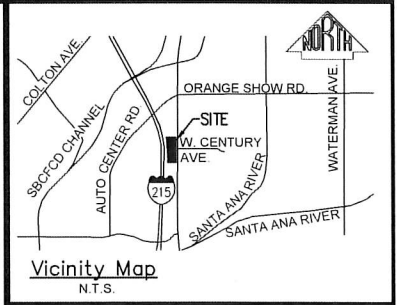 NORTH
COLTON AVE.
ORANGE SHOW RD.
SBCFCD CHANNEL
AUTO CENTER RD.
SITE
W. CENTURY
AVE.
WATERMAN AVE.
215
SANTA ANA RIVER
SANTA ANA RIVER
Vicinity Map
N.T.S.